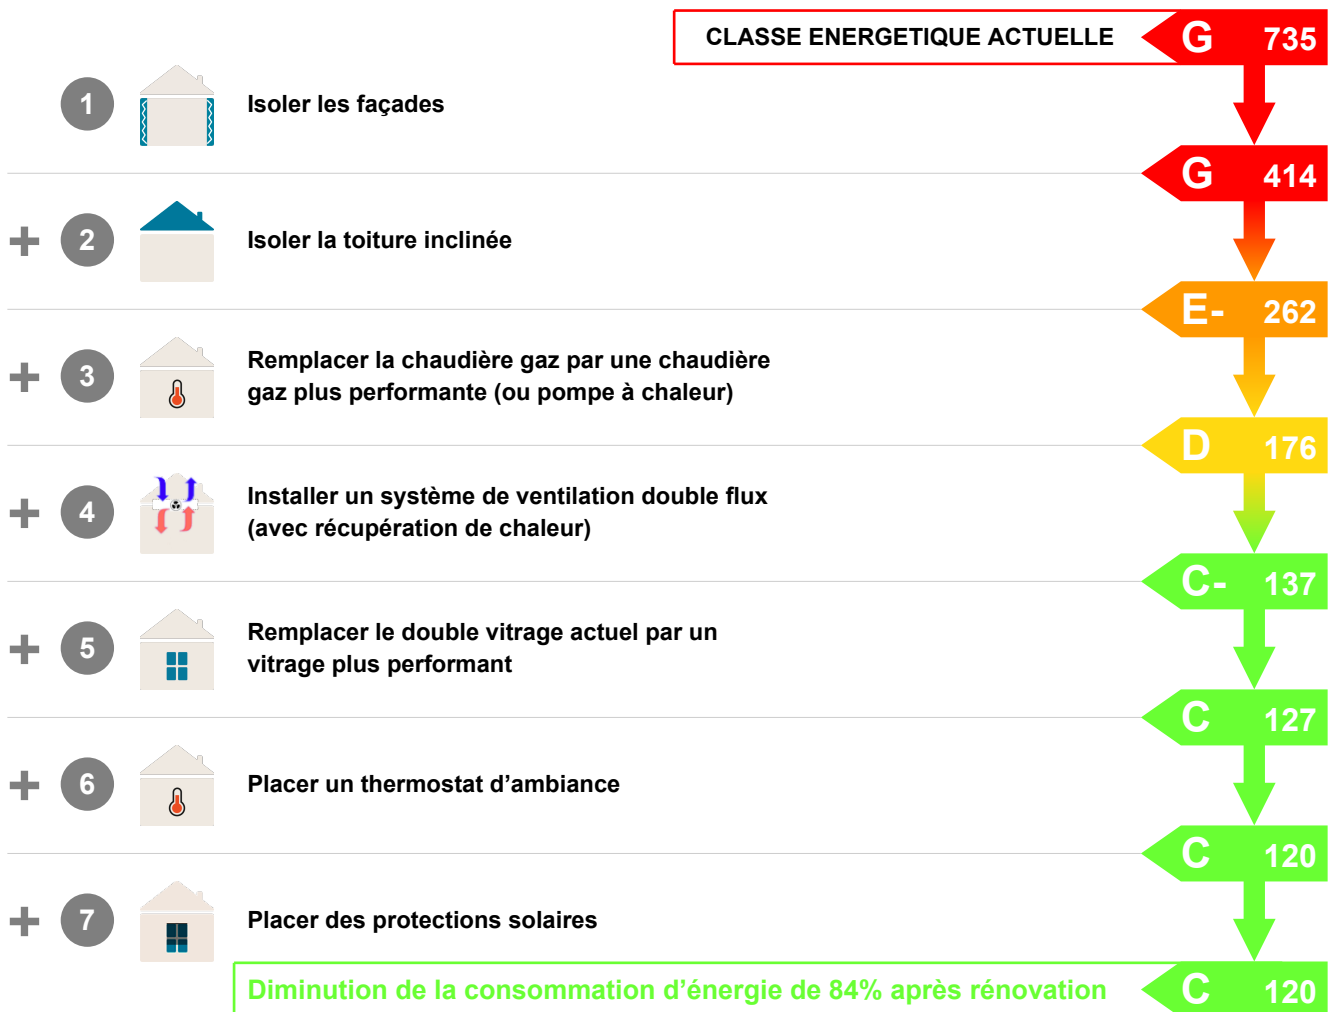 CLASSE ENERGETIQUE ACTUELLE G 735
1 Isoler les façades
G 414
+ 2 Isoler la toiture inclinée
E- 262
+ 3 Remplacer la chaudière gaz par une chaudière
gaz plus performante (ou pompe à chaleur)
D 176
+ 4 Installer un système de ventilation double flux
(avec récupération de chaleur)
C- 137
+ 5 Remplacer le double vitrage actuel par un
vitrage plus performant
C 127
+ 6 Placer un thermostat d’ambiance
C 120
+ 7 Placer des protections solaires
Diminution de la consommation d’énergie de 84% après rénovation C 120